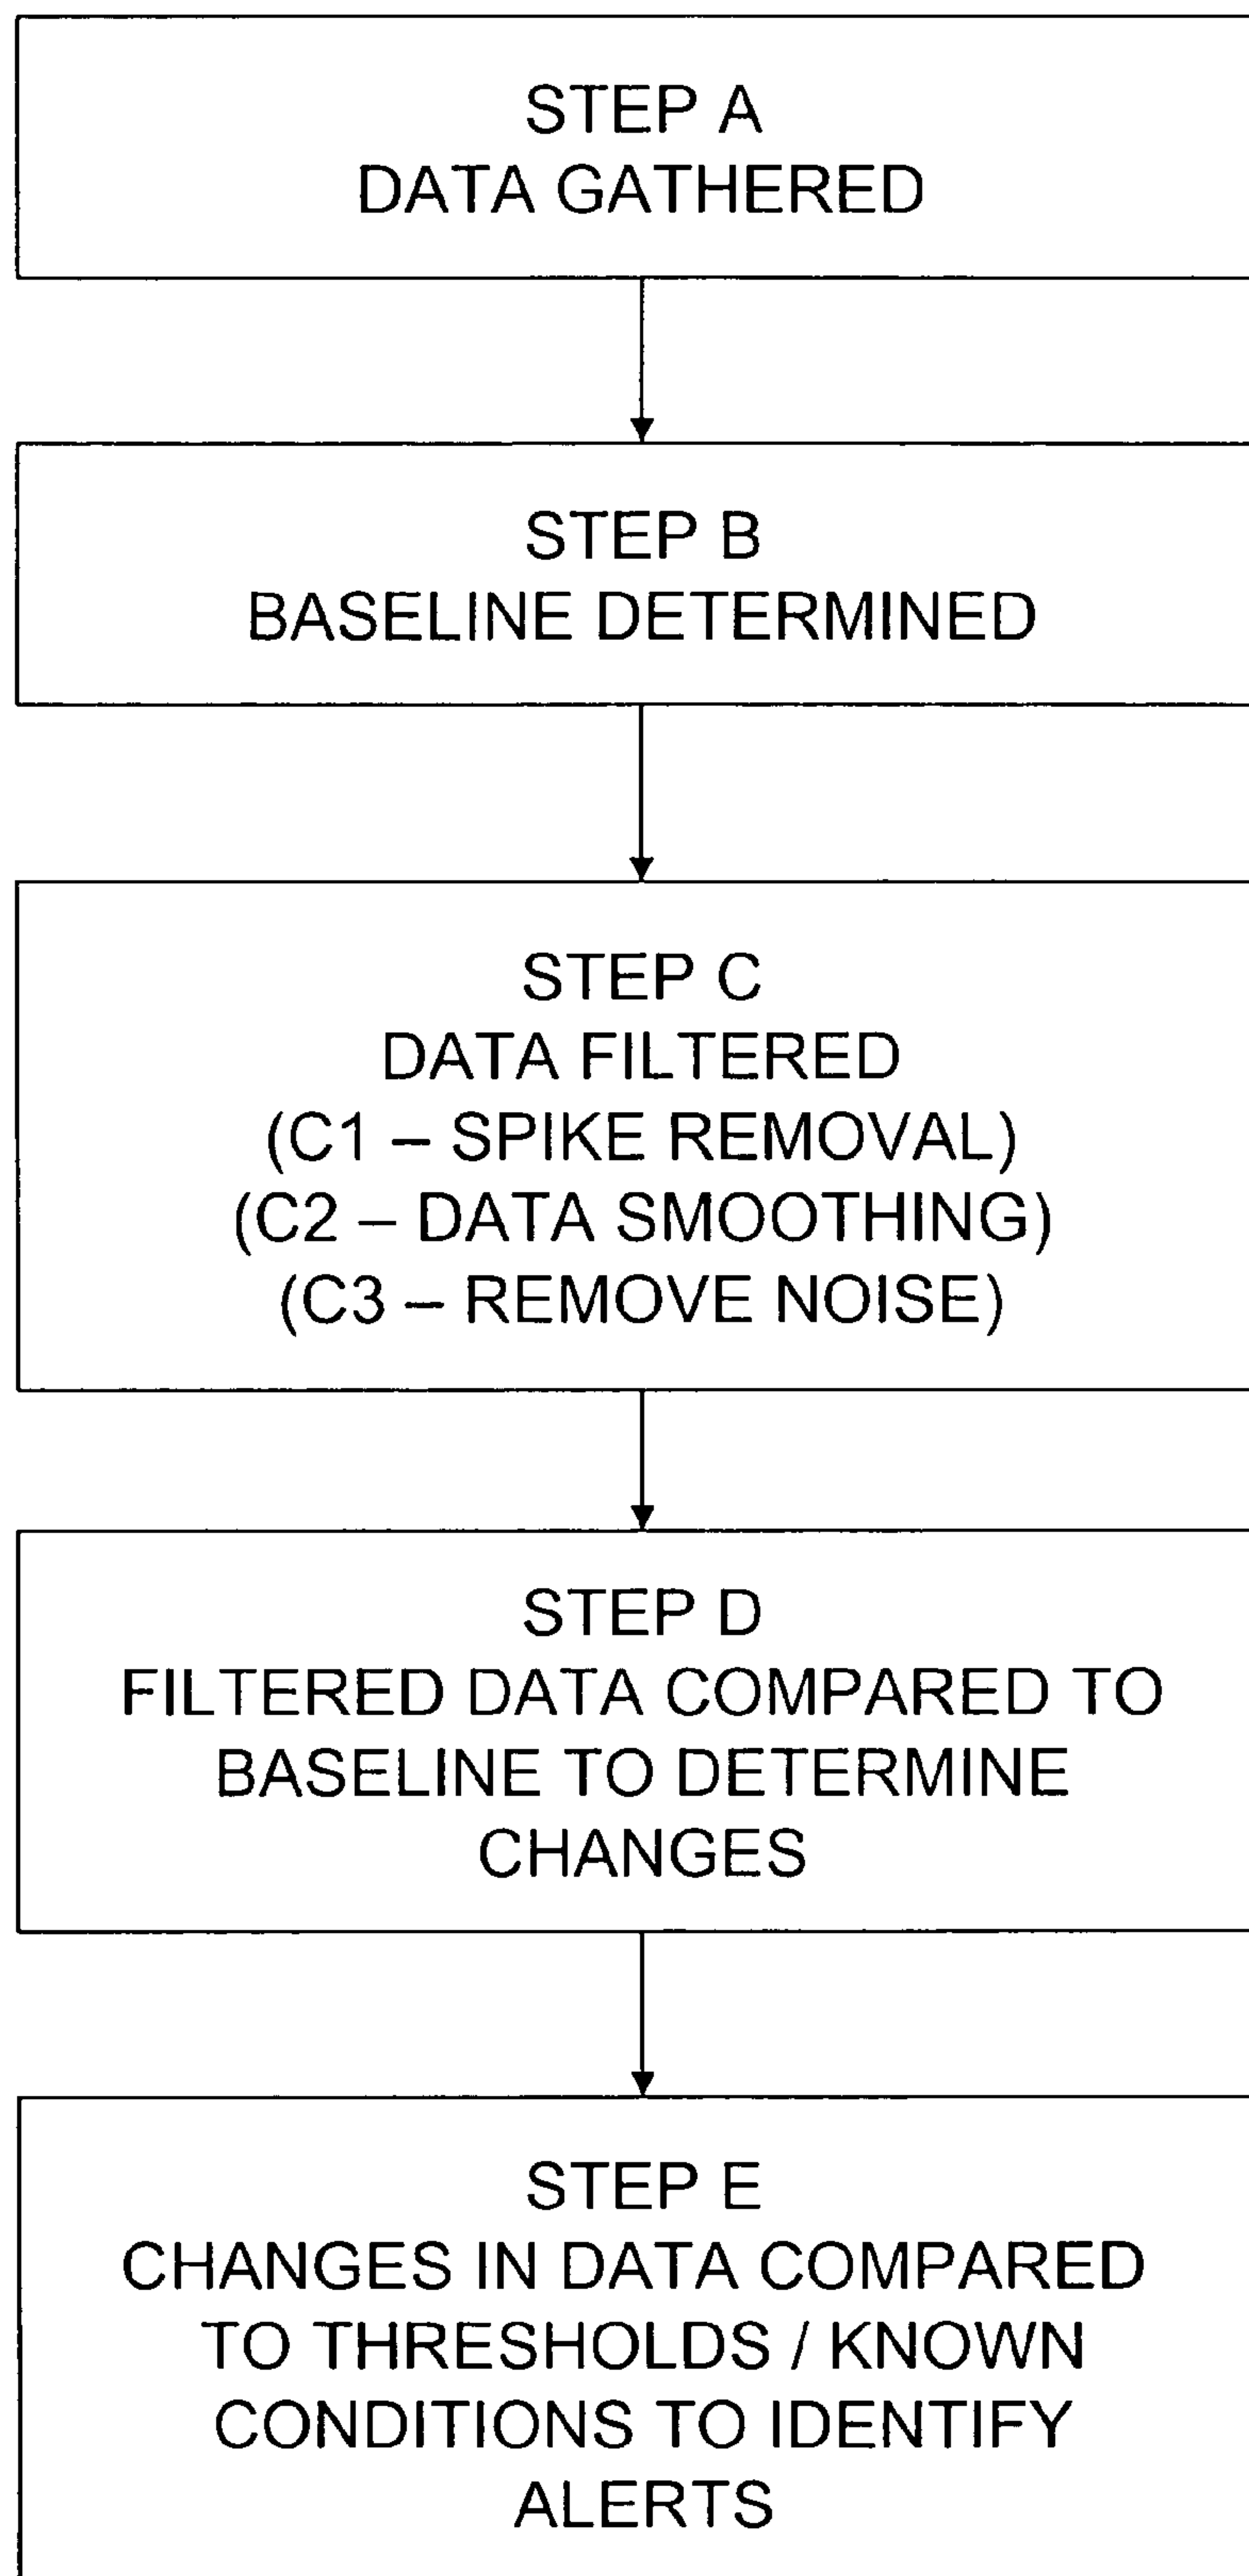 STEP A
DATA GATHERED
STEP B
BASELINE DETERMINED
STEP C
DATA FILTERED
(C1 – SPIKE REMOVAL)
(C2 – DATA SMOOTHING)
(C3 – REMOVE NOISE)
STEP D
FILTERED DATA COMPARED TO
BASELINE TO DETERMINE
CHANGES
STEP E
CHANGES IN DATA COMPARED
TO THRESHOLDS / KNOWN
CONDITIONS TO IDENTIFY
ALERTS